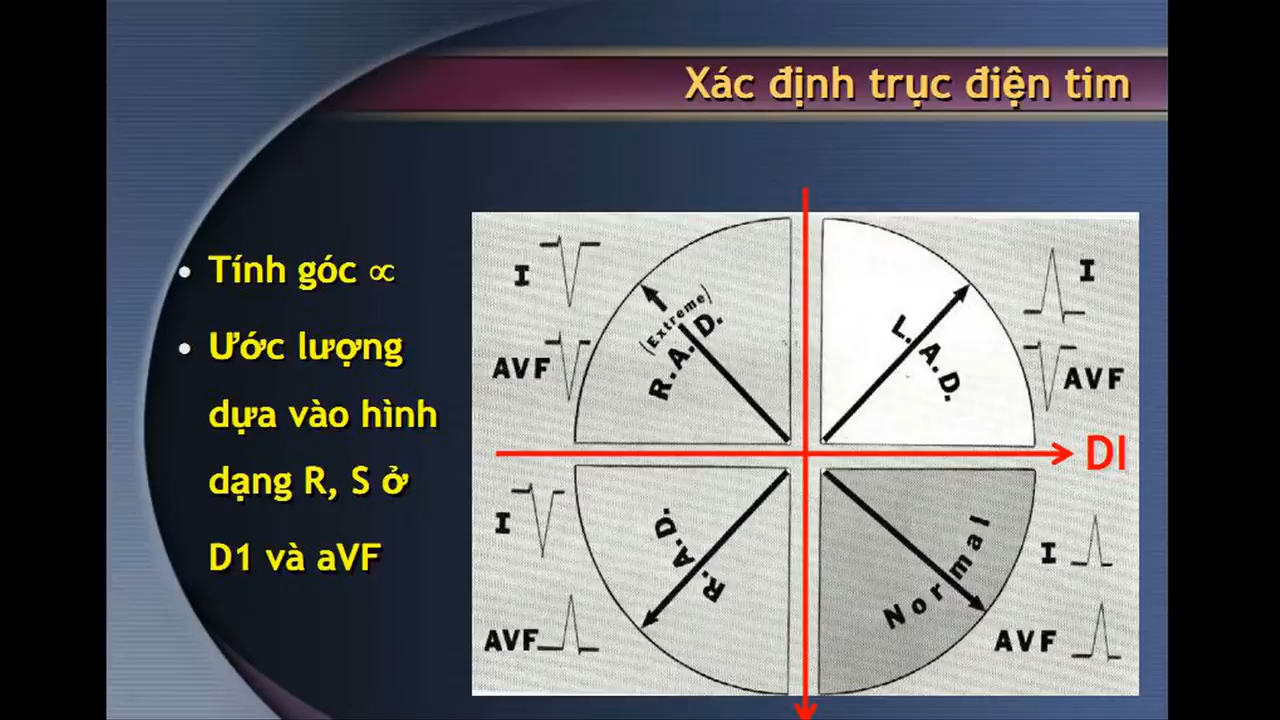 Xác định trục điện tim
• Tính góc ∝
• Ước lượng
dựa vào hình
dạng R, S ở
D1 và aVF
I
AVF
(Extreme)
R.A.D.
L.A.D.
I
AVF
DI
I
AVF
R.A.D.
Normal
I
AVF